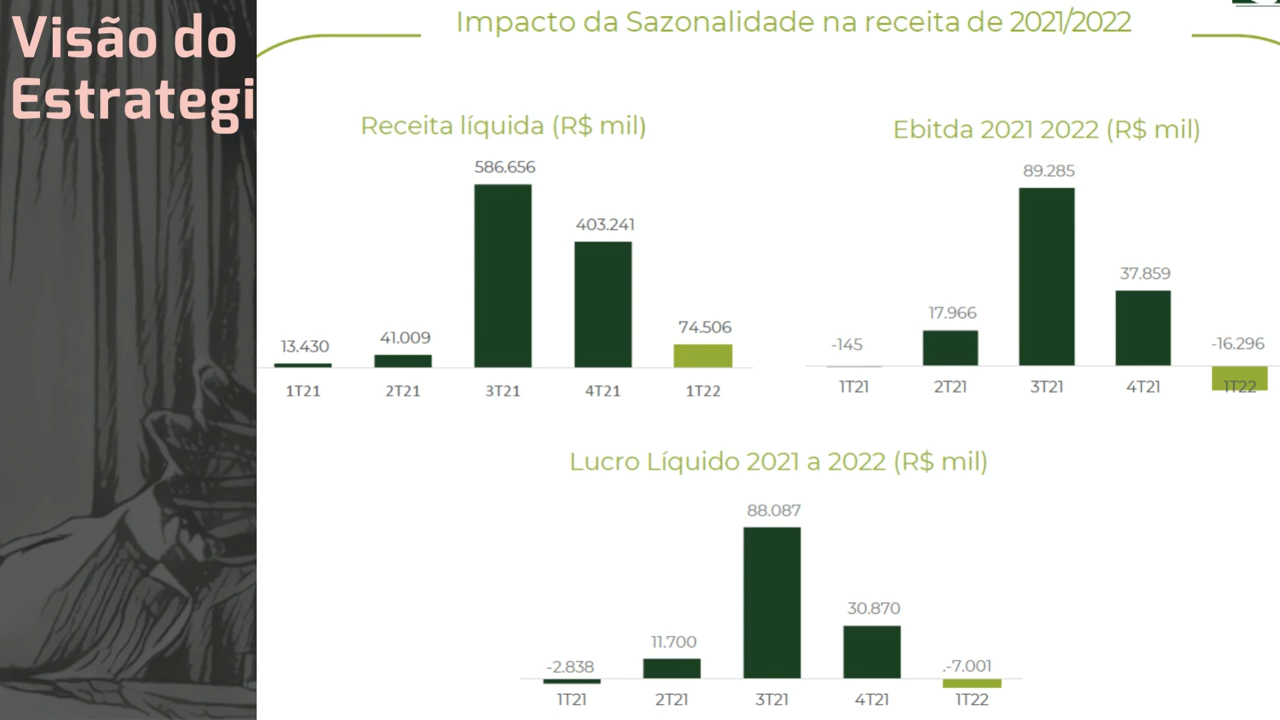 Visão do
Estrategi
Impacto da Sazonalidade na receita de 2021/2022
Receita líquida (R$ mil)
586.656
403.241
74.506
41.009
13.430
1T21 2T21 3T21 4T21 1T22
Ebitda 2021 2022 (R$ mil)
89.285
37.859
17.966
-145
-16.296
1T21 2T21 3T21 4T21 1T22
Lucro Líquido 2021 a 2022 (R$ mil)
88.087
30.870
11.700
-2.838
.-7.001
1T21 2T21 3T21 4T21 1T22